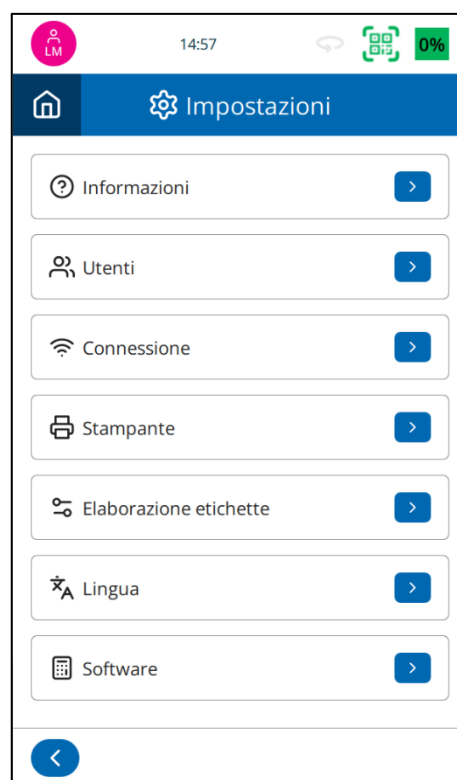 LM
14:57
0%
Impostazioni
Informazioni
Utenti
Connessione
Stampante
Elaborazione etichette
Lingua
Software